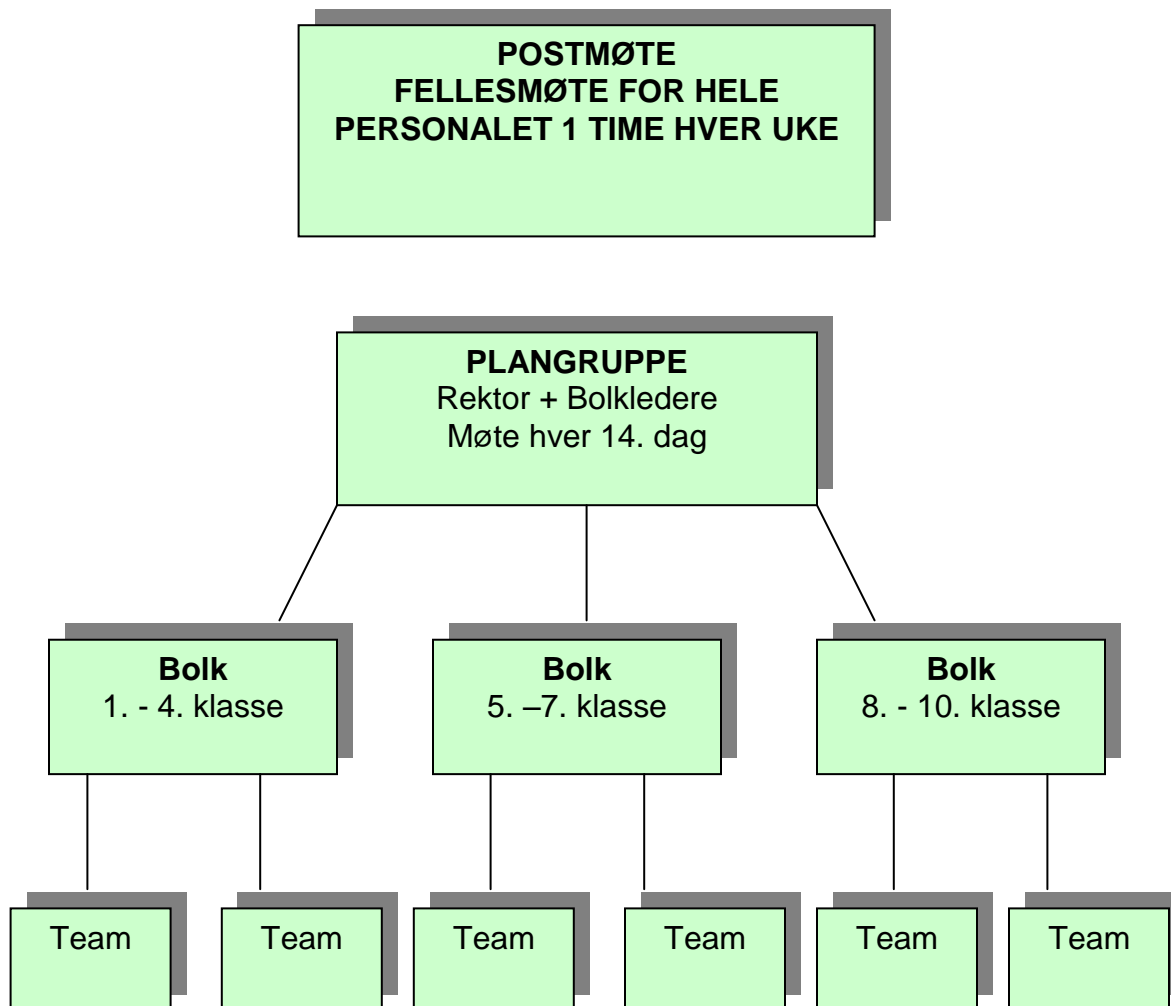 POSTMØTE
FELLESMØTE FOR HELE
PERSONALET 1 TIME HVER UKE
PLANGRUPPE
Rektor + Bolkledere
Møte hver 14. dag
Bolk
1. - 4. klasse
Bolk
5. –7. klasse
Bolk
8. - 10. klasse
Team
Team
Team
Team
Team
Team